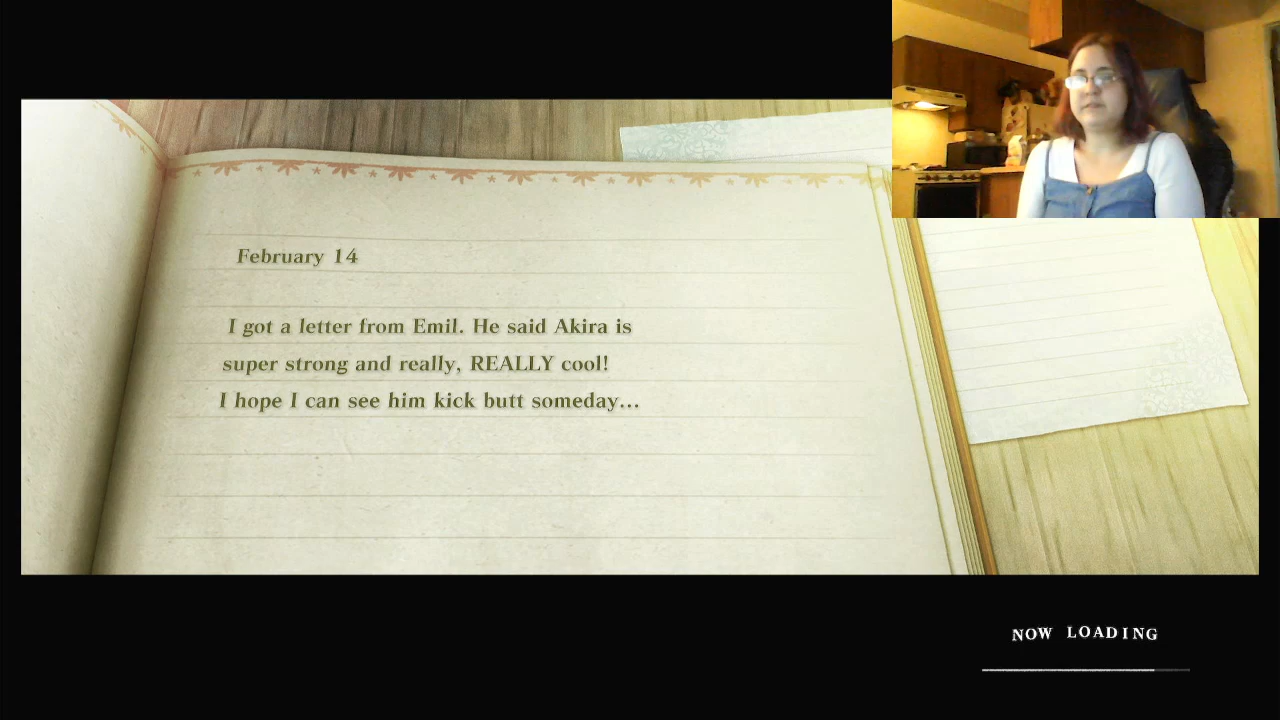 February 14
I got a letter from Emil. He said Akira is
super strong and really, REALLY cool!
I hope I can see him kick butt someday...
NOW LOADING